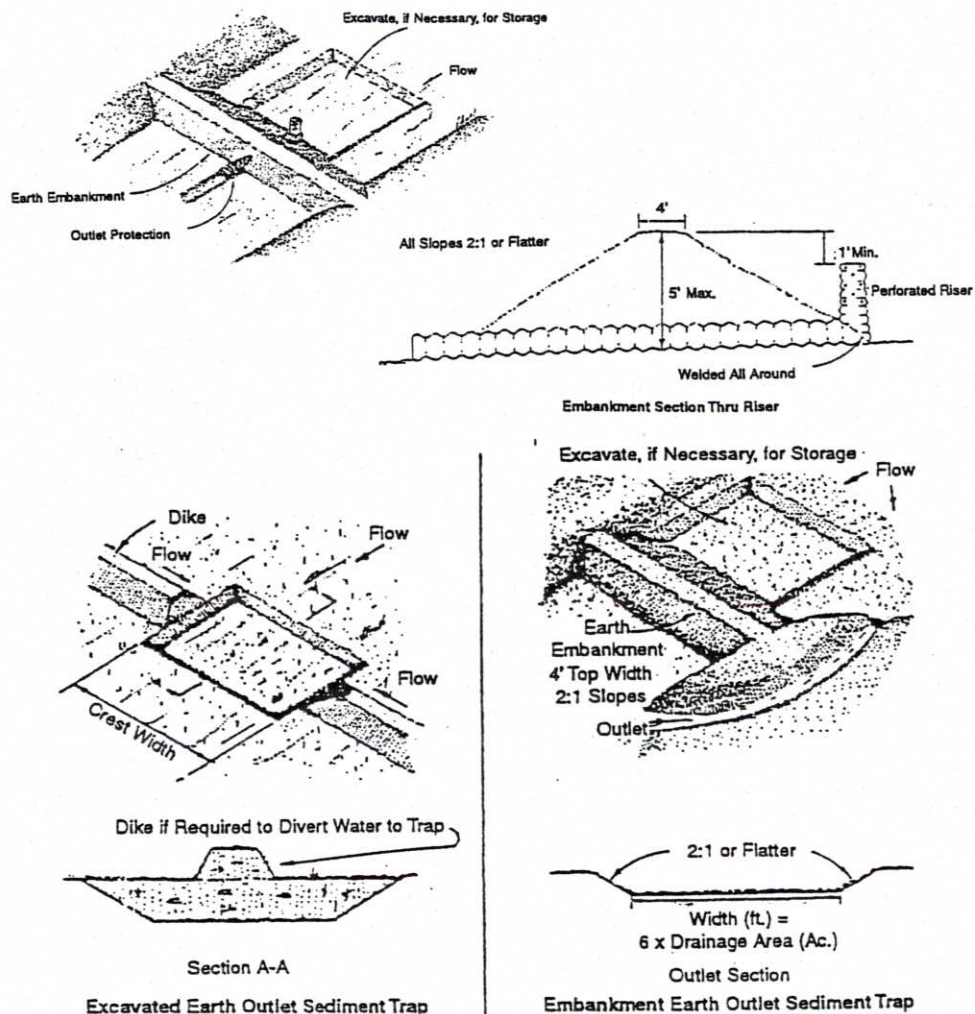 Excavate, if Necessary, for Storage
Flow
Earth Embankment
Outlet Protection
4'
All Slopes 2:1 or Flatter
1' Min.
5' Max.
Perforated Riser
Welded All Around
Embankment Section Thru Riser
Dike
Flow
Flow
Flow
Crest Width
Dike if Required to Divert Water to Trap
Section A-A
Excavated Earth Outlet Sediment Trap
Excavate, if Necessary, for Storage
Flow
Earth
Embankment
4' Top Width
2:1 Slopes
Outlet
2:1 or Flatter
Width (ft.) =
6 x Drainage Area (Ac.)
Outlet Section
Embankment Earth Outlet Sediment Trap